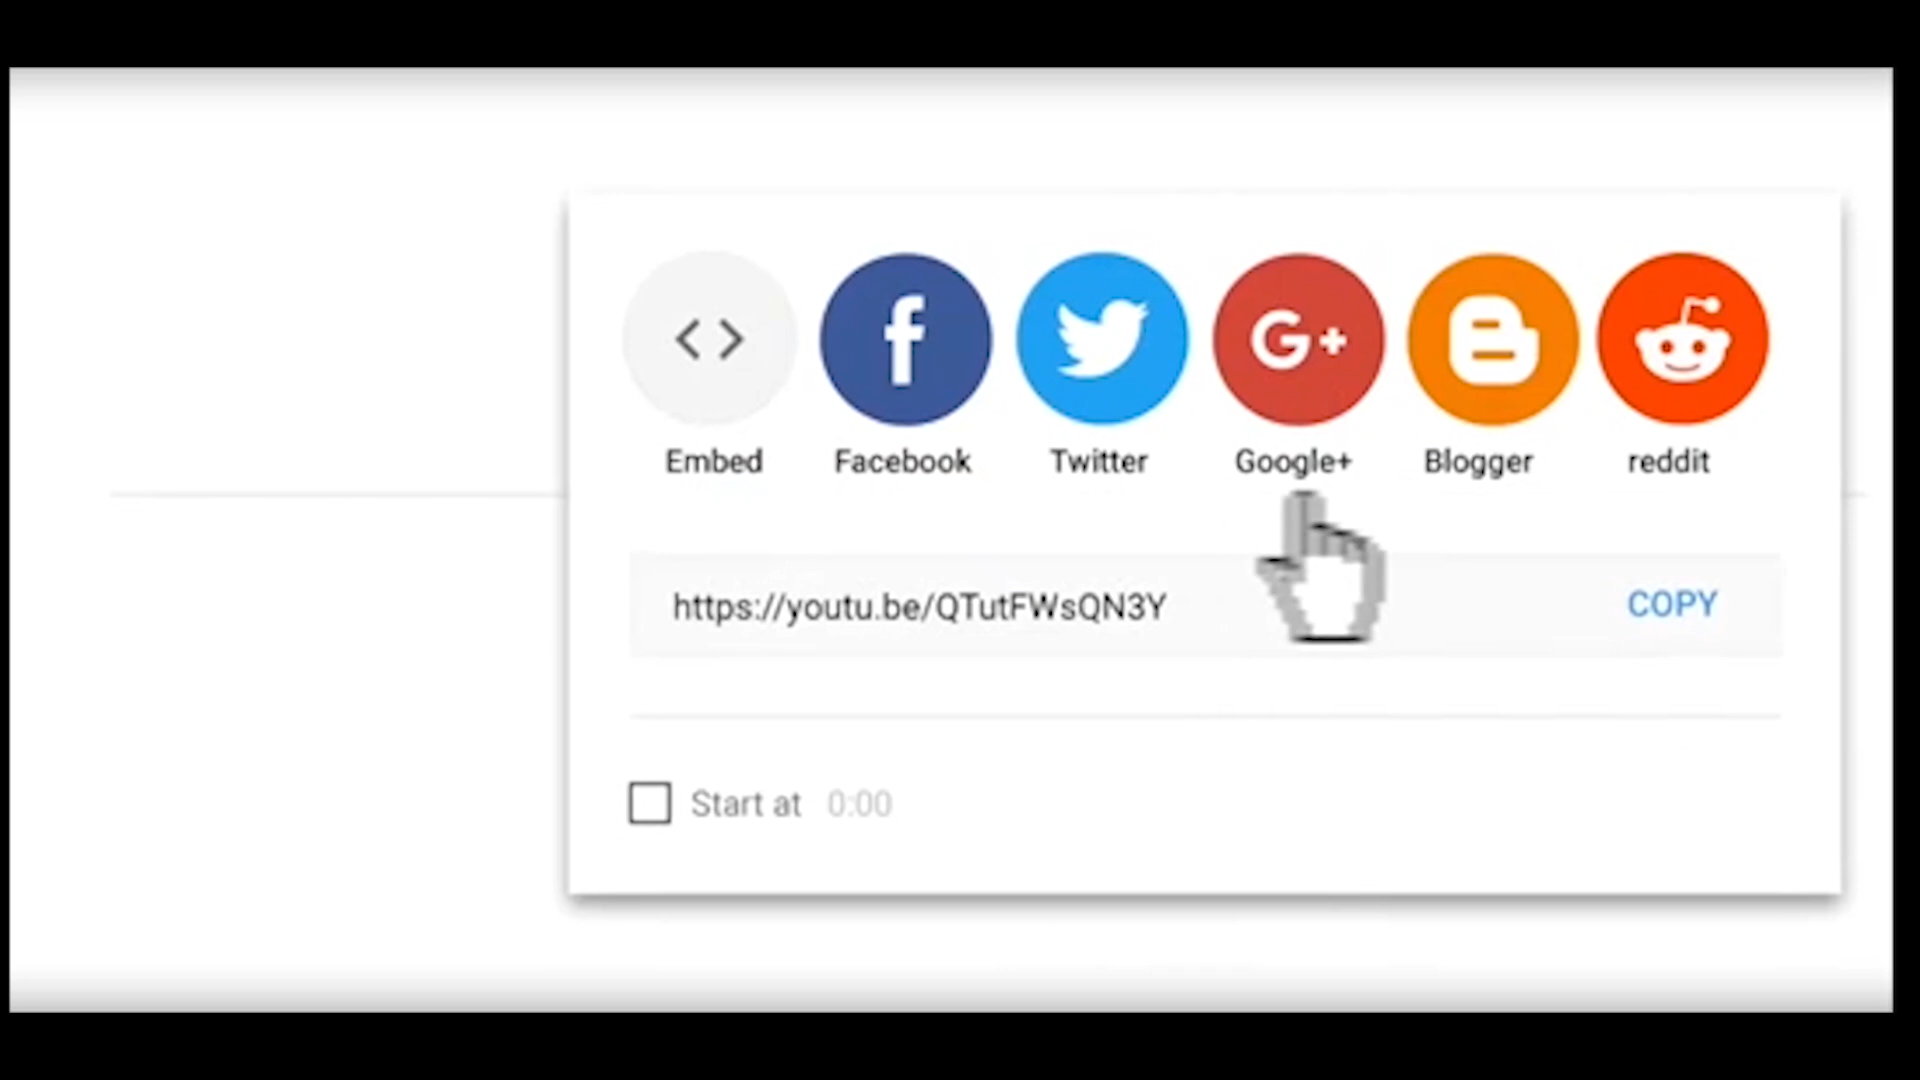 Embed Facebook Twitter Google+ Blogger reddit
https://youtu.be/QTutFWsQN3Y COPY
Start at 0:00